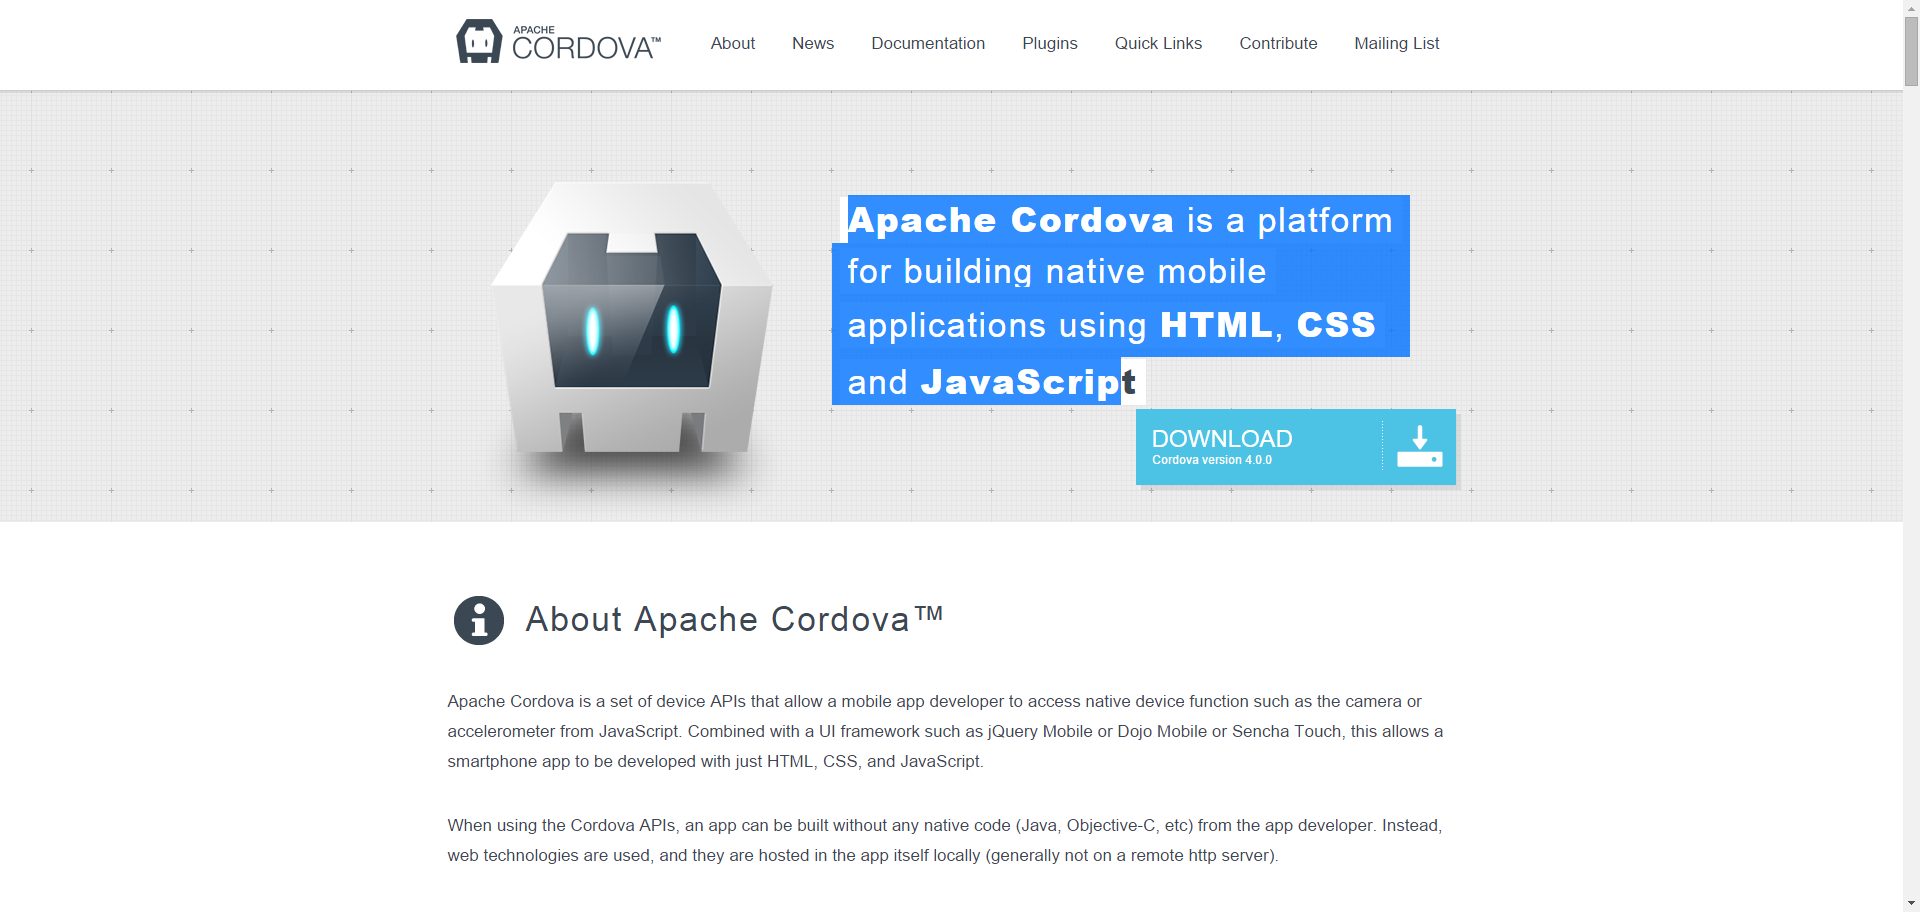 APACHE
CORDOVA™
About News Documentation Plugins Quick Links Contribute Mailing List
Apache Cordova is a platform
for building native mobile
applications using HTML, CSS
and JavaScript
DOWNLOAD
Cordova version 4.0.0
About Apache Cordova™
Apache Cordova is a set of device APIs that allow a mobile app developer to access native device function such as the camera or
accelerometer from JavaScript. Combined with a UI framework such as jQuery Mobile or Dojo Mobile or Sencha Touch, this allows a
smartphone app to be developed with just HTML, CSS, and JavaScript.
When using the Cordova APIs, an app can be built without any native code (Java, Objective-C, etc) from the app developer. Instead,
web technologies are used, and they are hosted in the app itself locally (generally not on a remote http server).